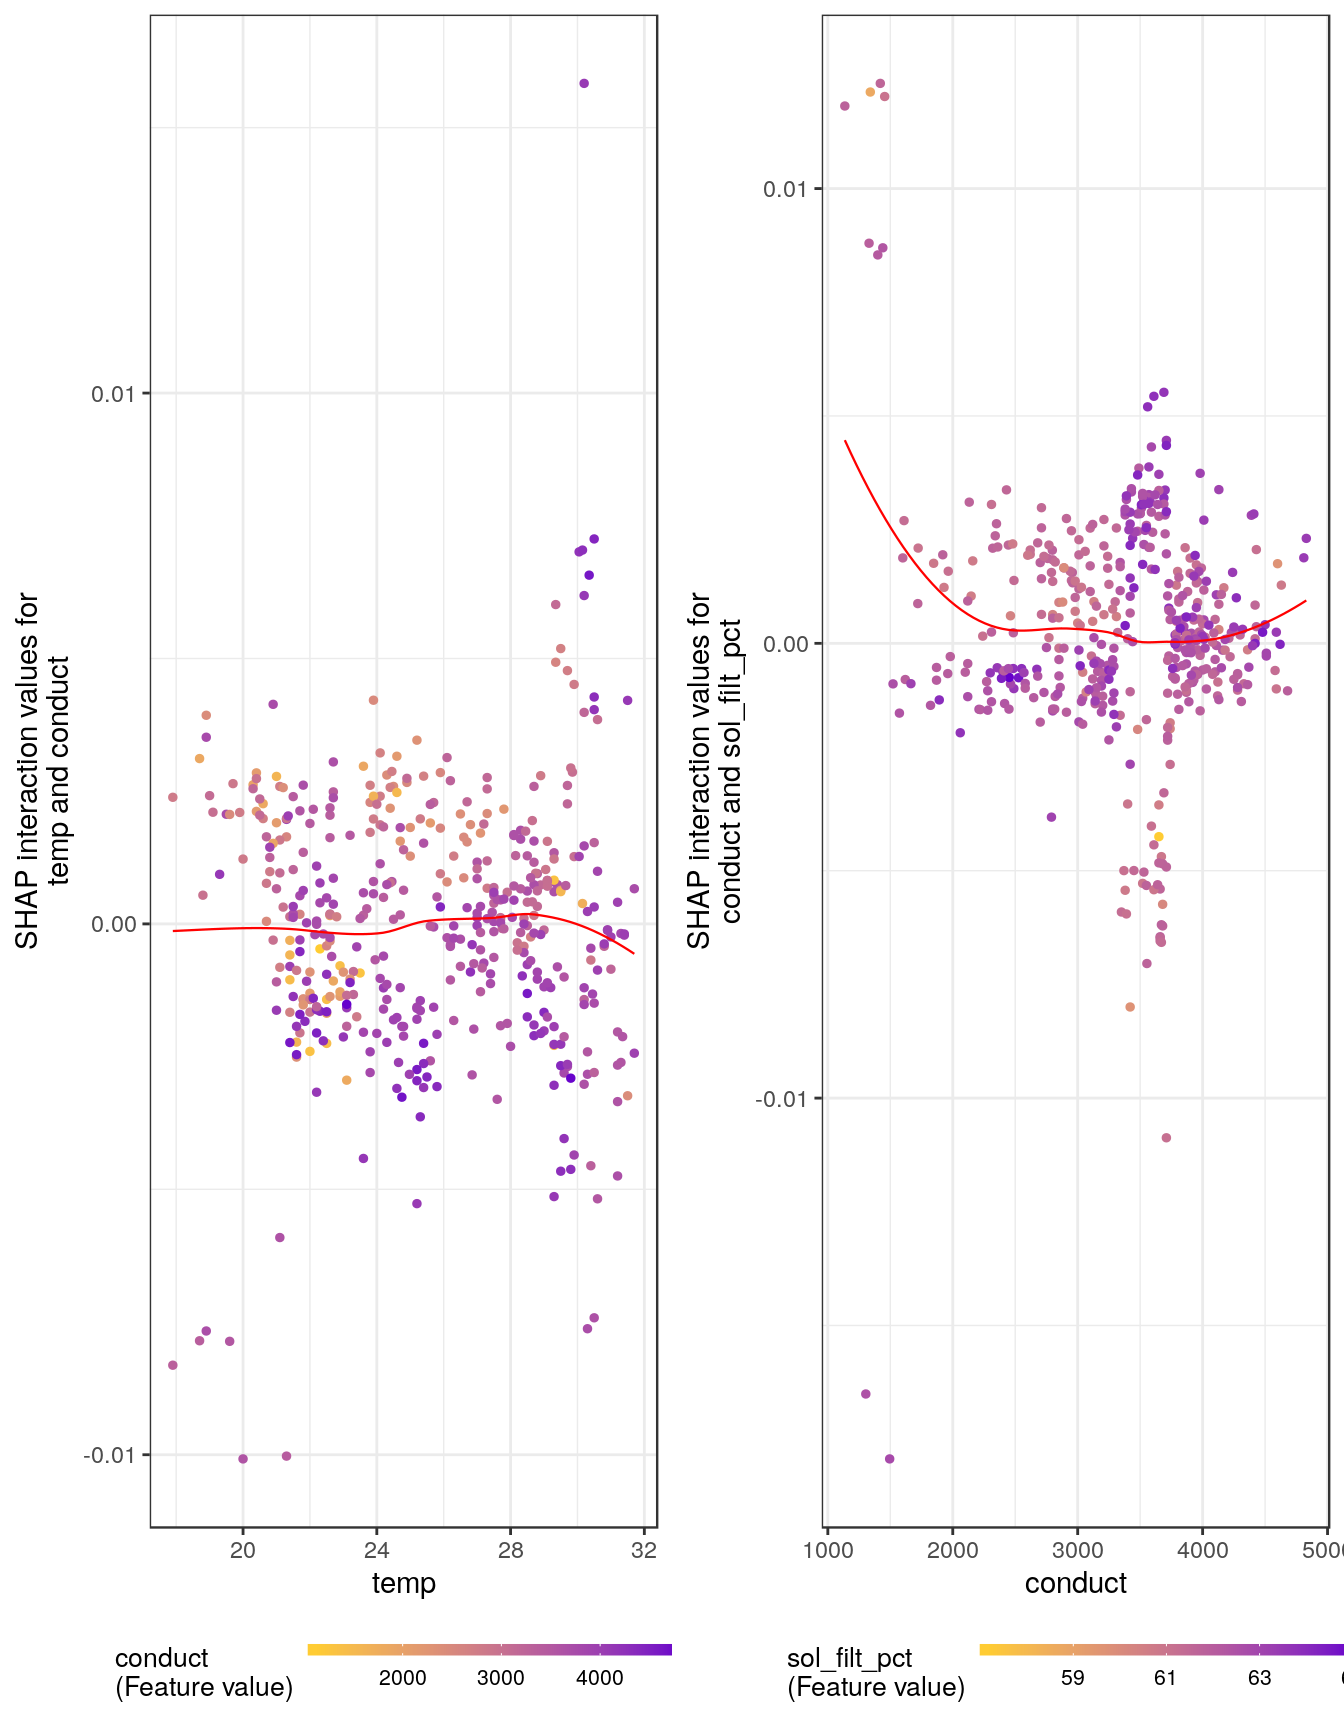 SHAP interaction values for
temp and conduct
0.01
0.00
-0.01
20 24 28 32
temp
conduct
(Feature value)
2000 3000 4000
SHAP interaction values for
conduct and sol_filt_pct
0.01
0.00
-0.01
1000 2000 3000 4000
conduct
sol_filt_pct
(Feature value)
59 61 63